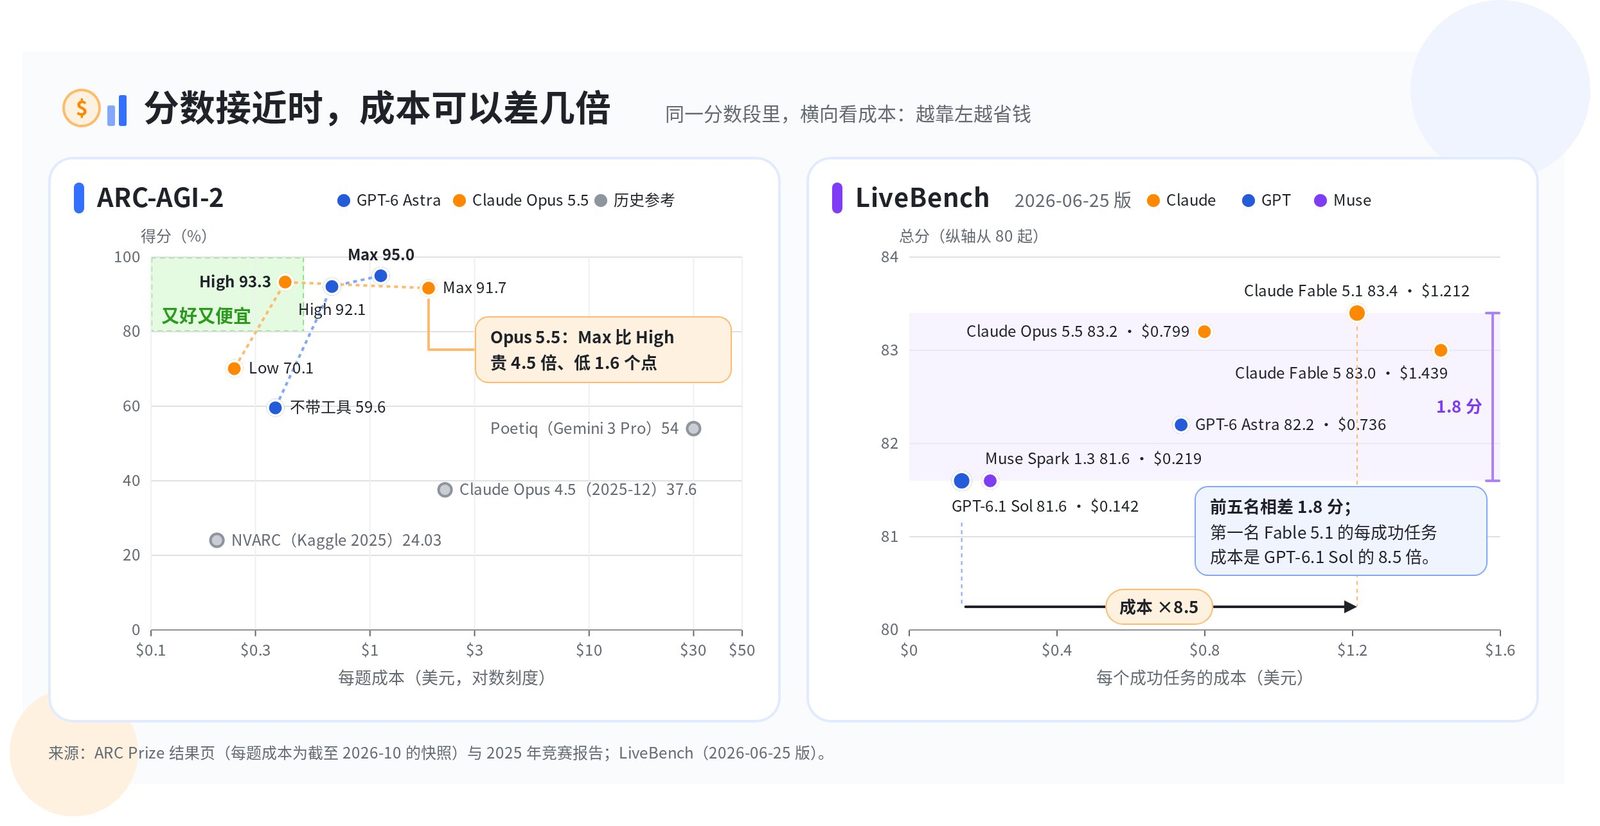 $
分数接近时，成本可以差几倍
同一分数段里，横向看成本：越靠左越省钱
ARC-AGI-2
GPT-6 Astra
Claude Opus 5.5
历史参考
得分（%）
100
80
60
40
20
0
Max 95.0
High 93.3
又好又便宜
High 92.1
Max 91.7
Opus 5.5：Max 比 High
贵 4.5 倍、低 1.6 个点
Low 70.1
不带工具 59.6
Poetiq（Gemini 3 Pro）54
Claude Opus 4.5（2025-12）37.6
NVARC（Kaggle 2025）24.03
$0.1
$0.3
$1
$3
$10
$30
$50
每题成本（美元，对数刻度）
LiveBench
2026-06-25 版
Claude
GPT
Muse
总分（纵轴从 80 起）
84
83
82
81
80
Claude Fable 5.1 83.4 · $1.212
Claude Opus 5.5 83.2 · $0.799
Claude Fable 5 83.0 · $1.439
1.8 分
GPT-6 Astra 82.2 · $0.736
Muse Spark 1.3 81.6 · $0.219
GPT-6.1 Sol 81.6 · $0.142
前五名相差 1.8 分；
第一名 Fable 5.1 的每成功任务
成本是 GPT-6.1 Sol 的 8.5 倍。
成本 ×8.5
$0
$0.4
$0.8
$1.2
$1.6
每个成功任务的成本（美元）
来源：ARC Prize 结果页（每题成本为截至 2026-10 的快照）与 2025 年竞赛报告；LiveBench（2026-06-25 版）。